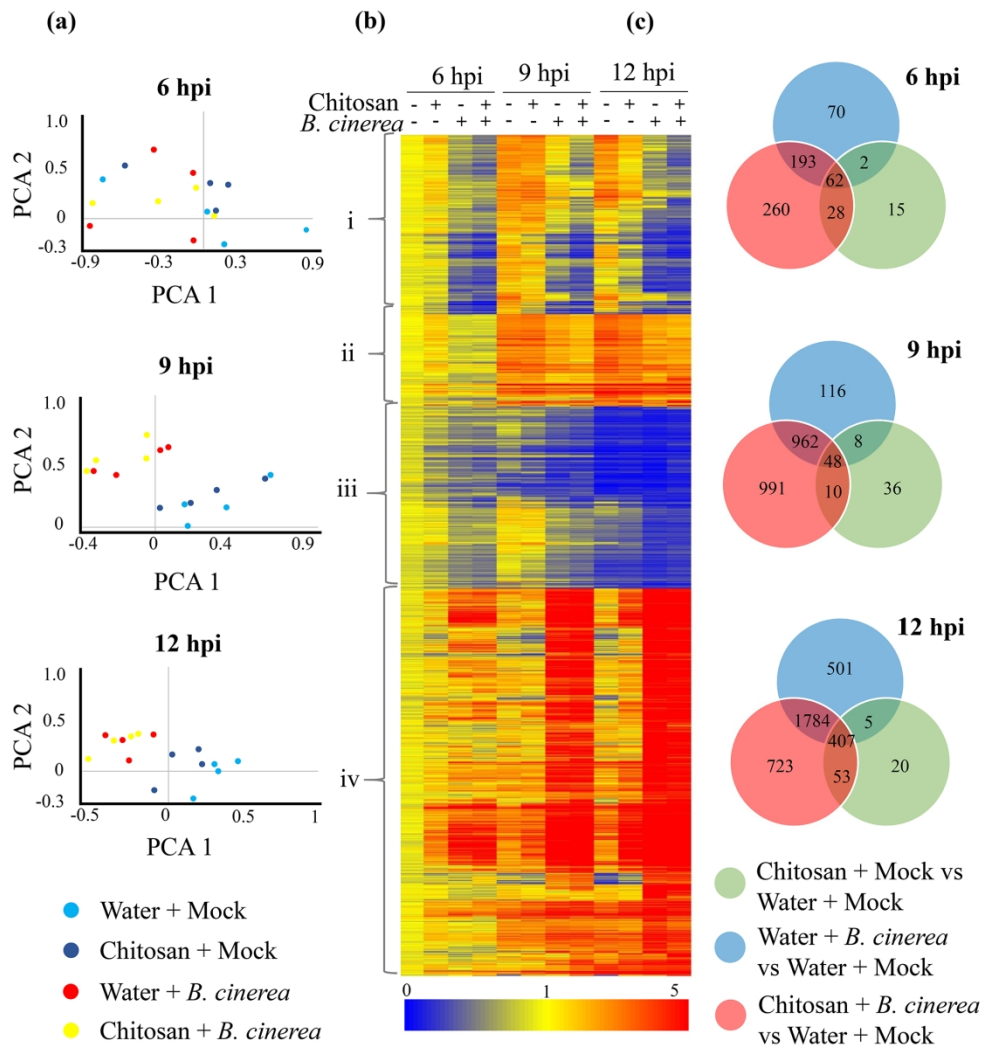 (a)
6 hpi
PCA 2
1.0
0.5
0
-0.3
-0.9
-0.3
0.3
0.9
PCA 1
9 hpi
PCA 2
1.0
0.5
0
-0.4
0
0.4
0.9
PCA 1
12 hpi
PCA 2
1.0
0.5
0
-0.3
-0.5
0
0.5
1
PCA 1
Water + Mock
Chitosan + Mock
Water + B. cinerea
Chitosan + B. cinerea
(b)
6 hpi 9 hpi 12 hpi
Chitosan - + - + - + - + - + - +
B. cinerea - - + + - - + + - - + +
i
ii
iii
iv
0 1 5
(c)
6 hpi
70
193 2
62
260 28 15
9 hpi
116
962 8
48
991 10 36
12 hpi
501
1784 5
407
723 53 20
Chitosan + Mock vs
Water + Mock
Water + B. cinerea
vs Water + Mock
Chitosan + B. cinerea
vs Water + Mock